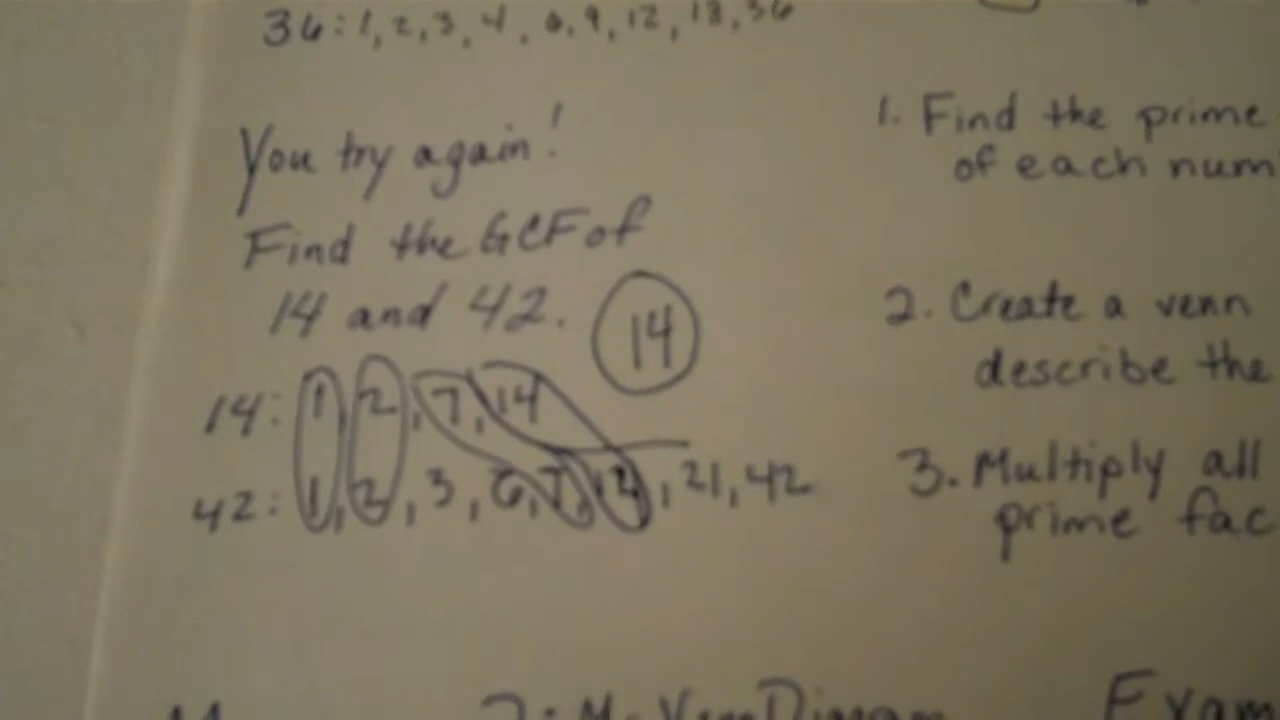 36: 1, 2, 3, 4, 6, 9, 12, 18, 36
You try again!
Find the GCF of
14 and 42. 14
14: 1, 2, 7, 14
42: 1, 2, 3, 6, 7, 14, 21, 42
1. Find the prime
of each num
2. Create a venn
describe the
3. Multiply all
prime fac
Venn Diagram
Exam